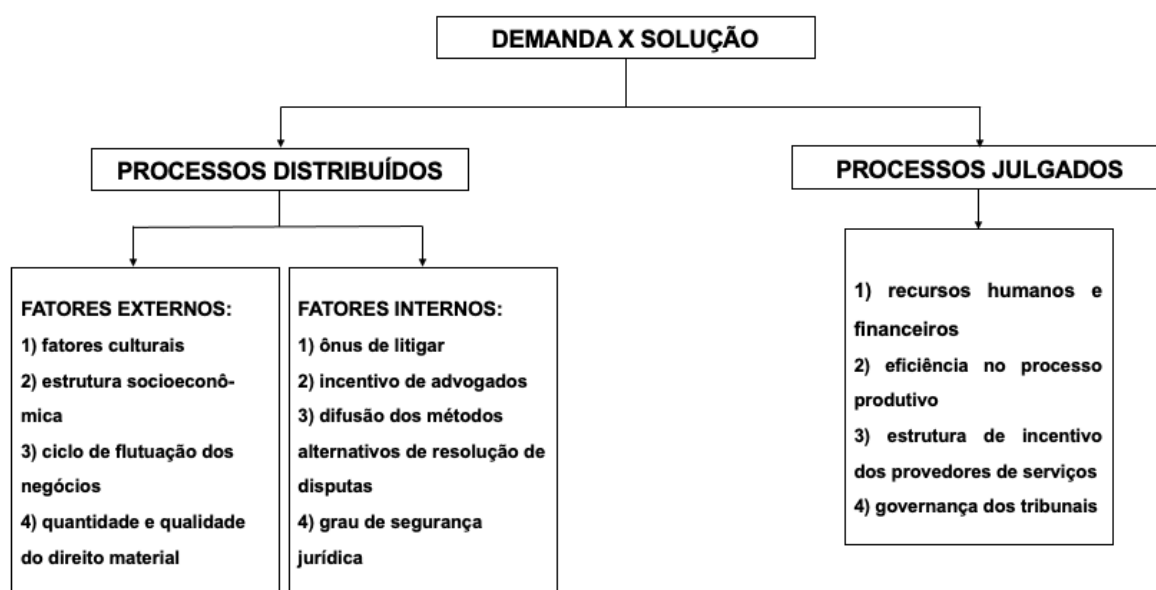 DEMANDA X SOLUÇÃO
PROCESSOS DISTRIBUÍDOS
PROCESSOS JULGADOS
FATORES EXTERNOS:
1) fatores culturais
2) estrutura socioeconô-
mica
3) ciclo de flutuação dos
negócios
4) quantidade e qualidade
do direito material
FATORES INTERNOS:
1) ônus de litigar
2) incentivo de advogados
3) difusão dos métodos
alternativos de resolução de
disputas
4) grau de segurança
jurídica
1) recursos humanos e
financeiros
2) eficiência no processo
produtivo
3) estrutura de incentivo
dos provedores de serviços
4) governança dos tribunais